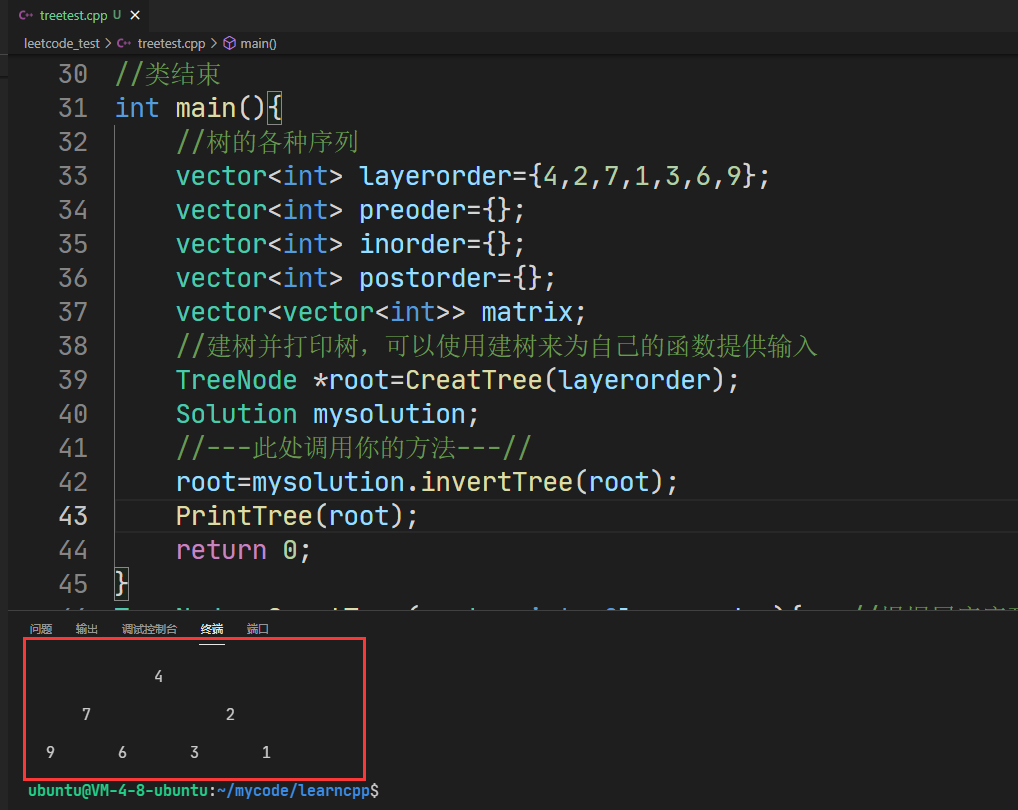 treetest.cpp U
leetcode_test > treetest.cpp > main()
30 //类结束
31 int main(){
32 //树的各种序列
33 vector<int> layerorder={4,2,7,1,3,6,9};
34 vector<int> preoder={};
35 vector<int> inorder={};
36 vector<int> postorder={};
37 vector<vector<int>> matrix;
38 //建树并打印树，可以使用建树来为自己的函数提供输入
39 TreeNode *root=CreatTree(layerorder);
40 Solution mysolution;
41 //---此处调用你的方法---//
42 root=mysolution.invertTree(root);
43 PrintTree(root);
44 return 0;
45 }
问题 输出 调试控制台 终端 端口
4
7 2
9 6 3 1
ubuntu@VM-4-8-ubuntu:~/mycode/learncpp$